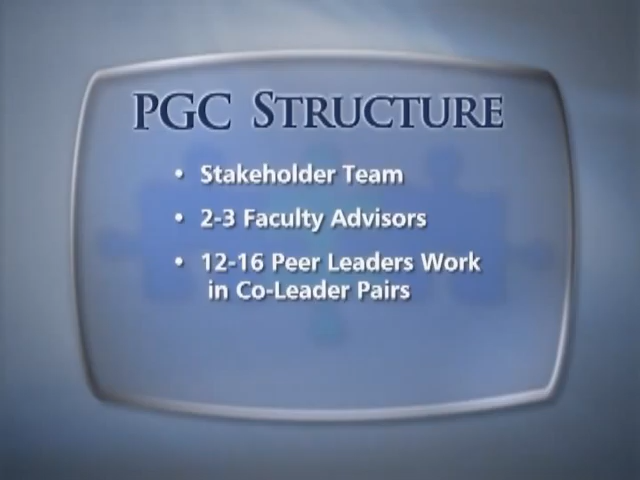 PGC STRUCTURE
• Stakeholder Team
• 2-3 Faculty Advisors
• 12-16 Peer Leaders Work
in Co-Leader Pairs